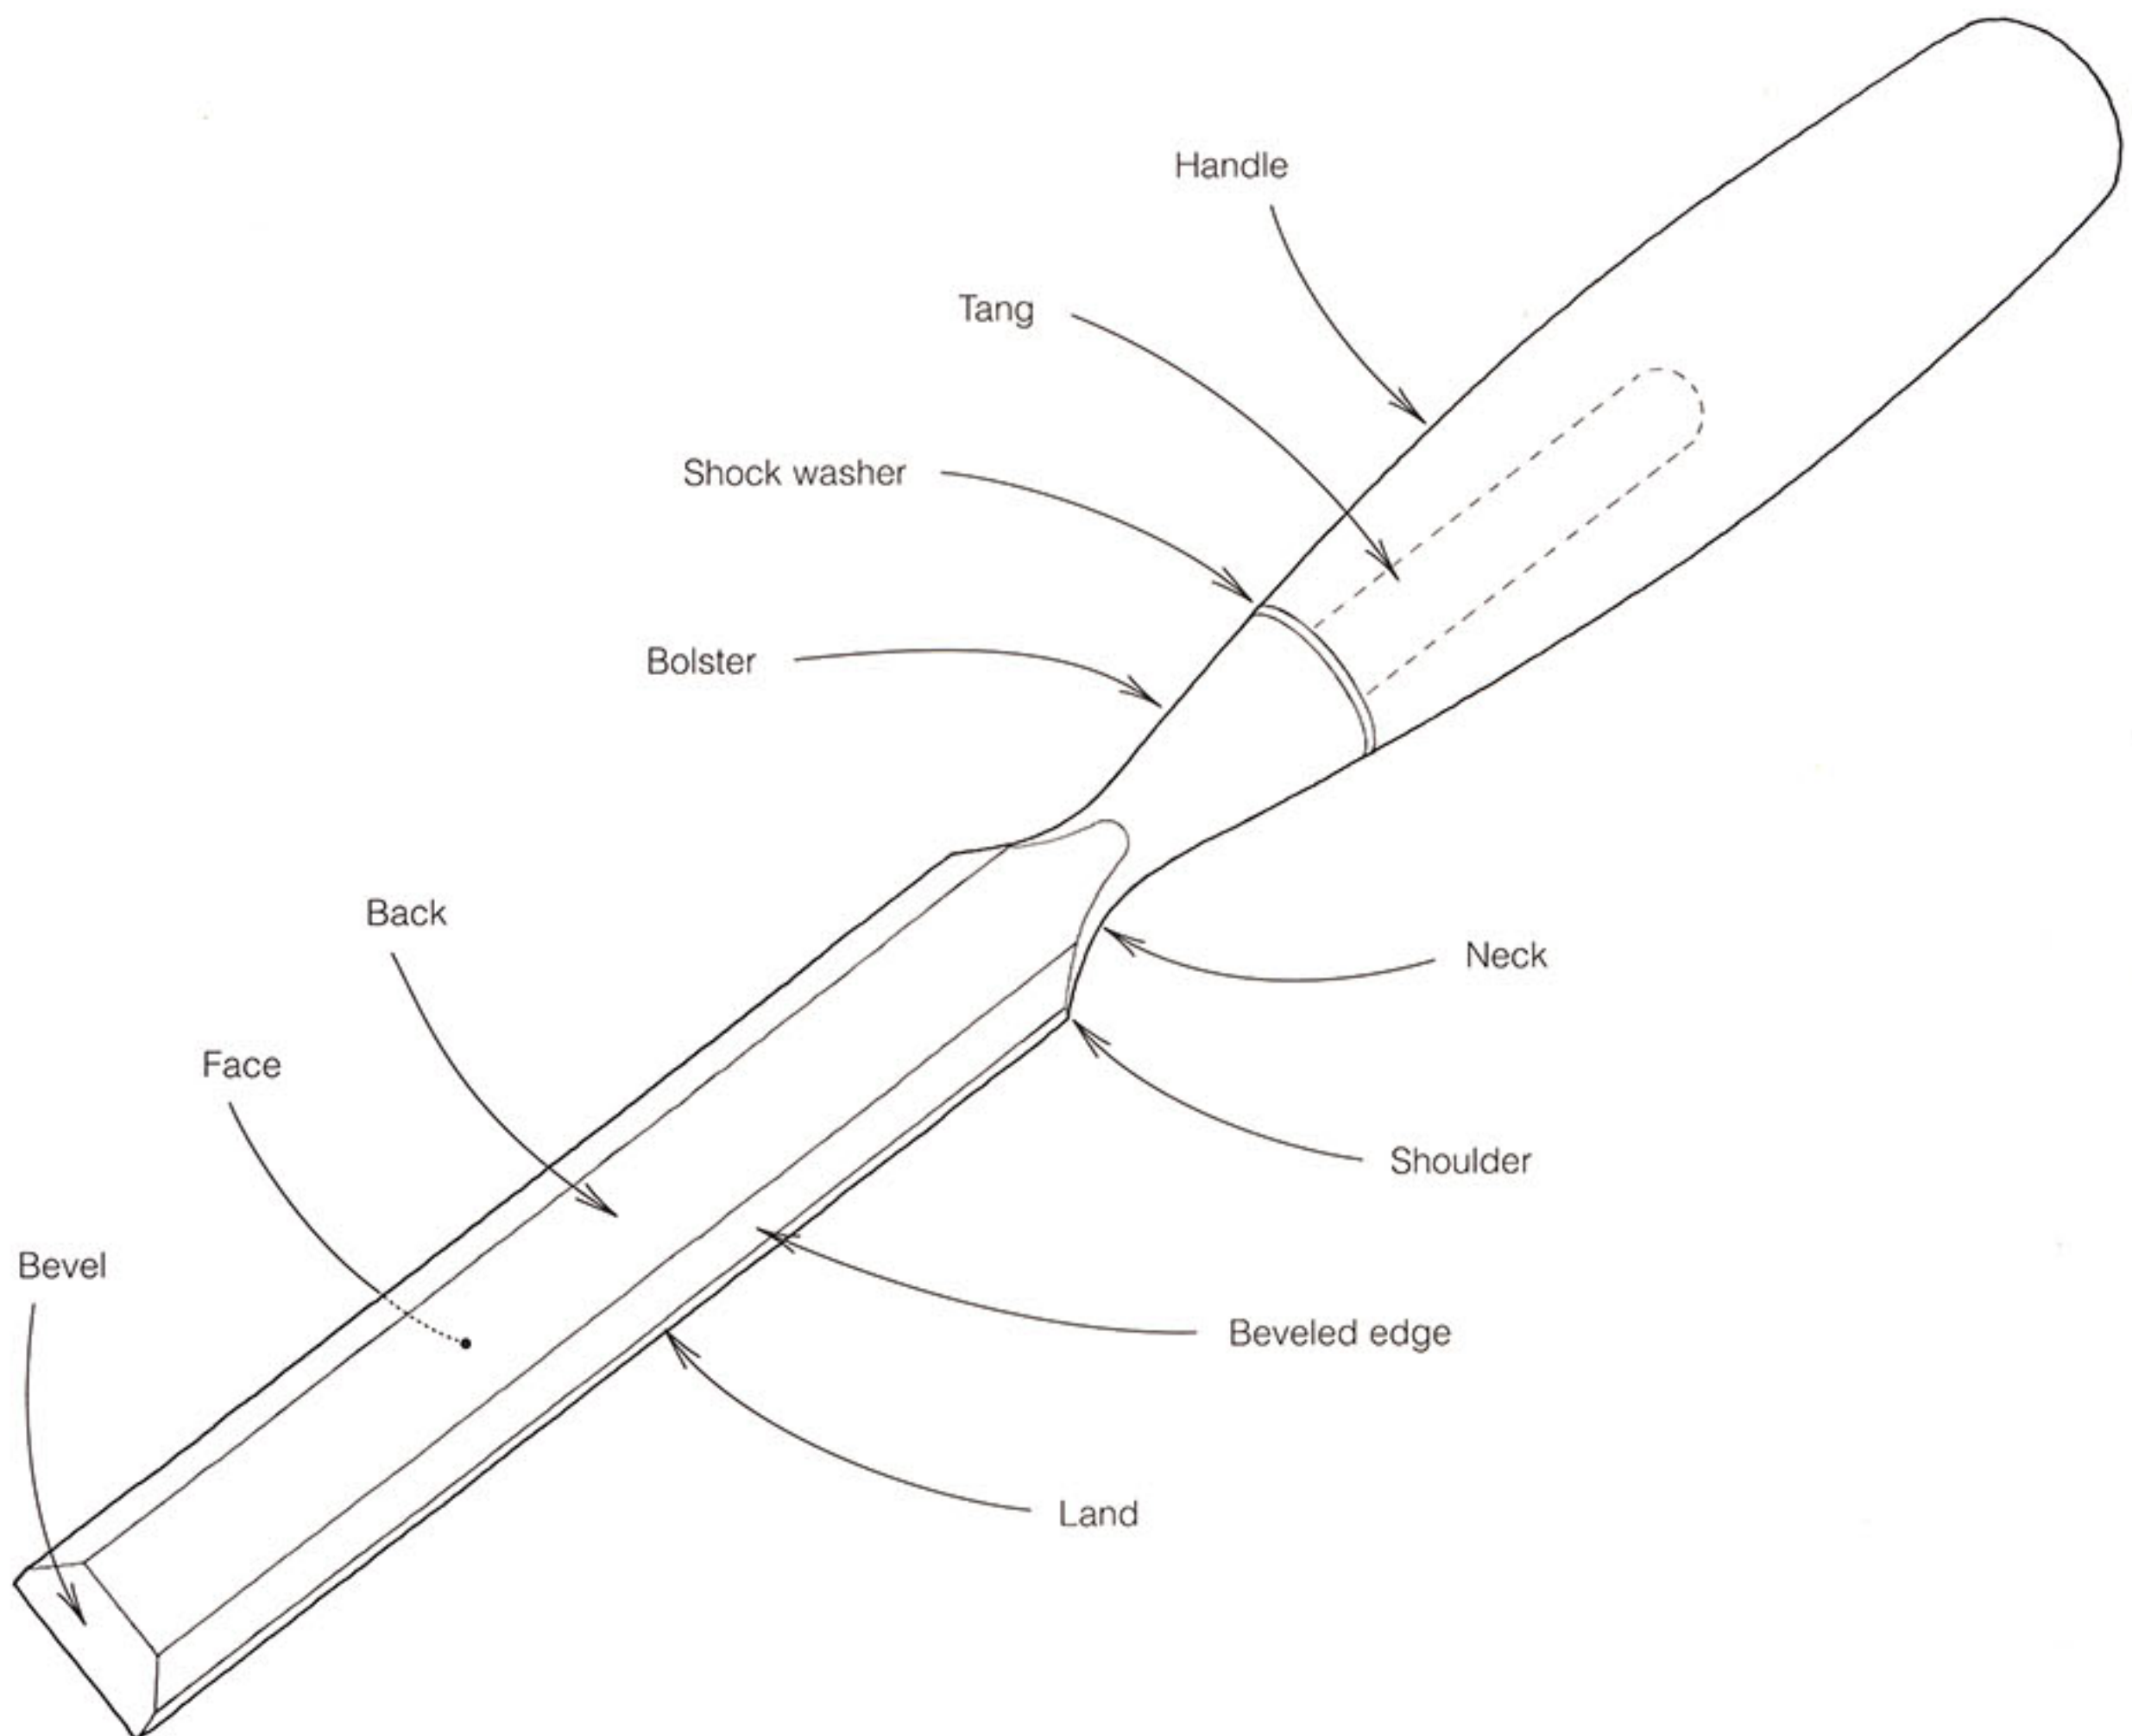 Handle
Tang
Shock washer
Bolster
Back
Neck
Face
Shoulder
Bevel
Beveled edge
Land